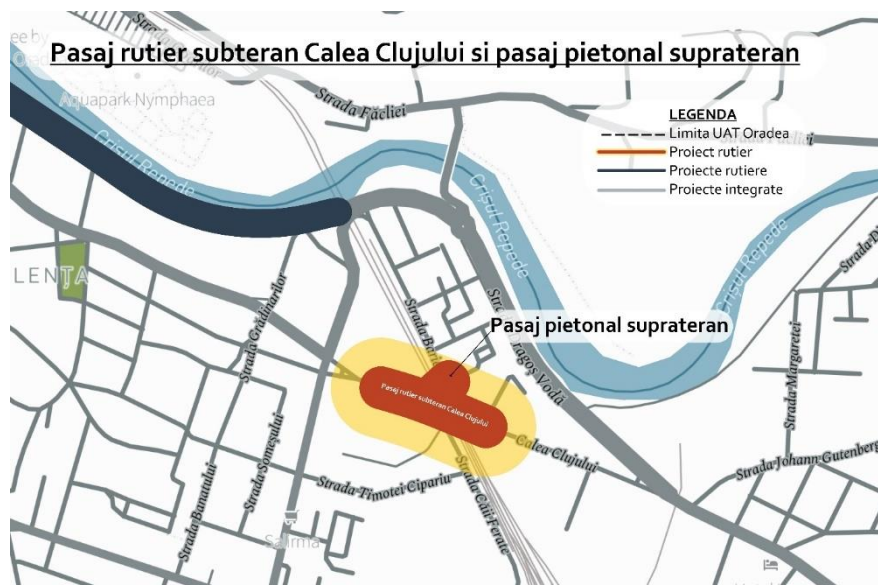 Pasaj rutier subteran Calea Clujului si pasaj pietonal suprateran
Aquapark Nymphaea
Strada Făcliei
LEGENDA
Limita UAT Oradea
Proiect rutier
Proiecte rutiere
Proiecte integrate
Crișul Repede
Crișul Repede
Crișul Repede
LENȚA
Strada Grădinarilor
Pasaj pietonal suprateran
Pasaj rutier subteran Calea Clujului
Strada Margaretei
Calea Clujului
Strada Johann Gutenberg
Strada Timotei Cipariu
Strada Căii Ferate
Strada Someșului
Strada Banatului
Salirma